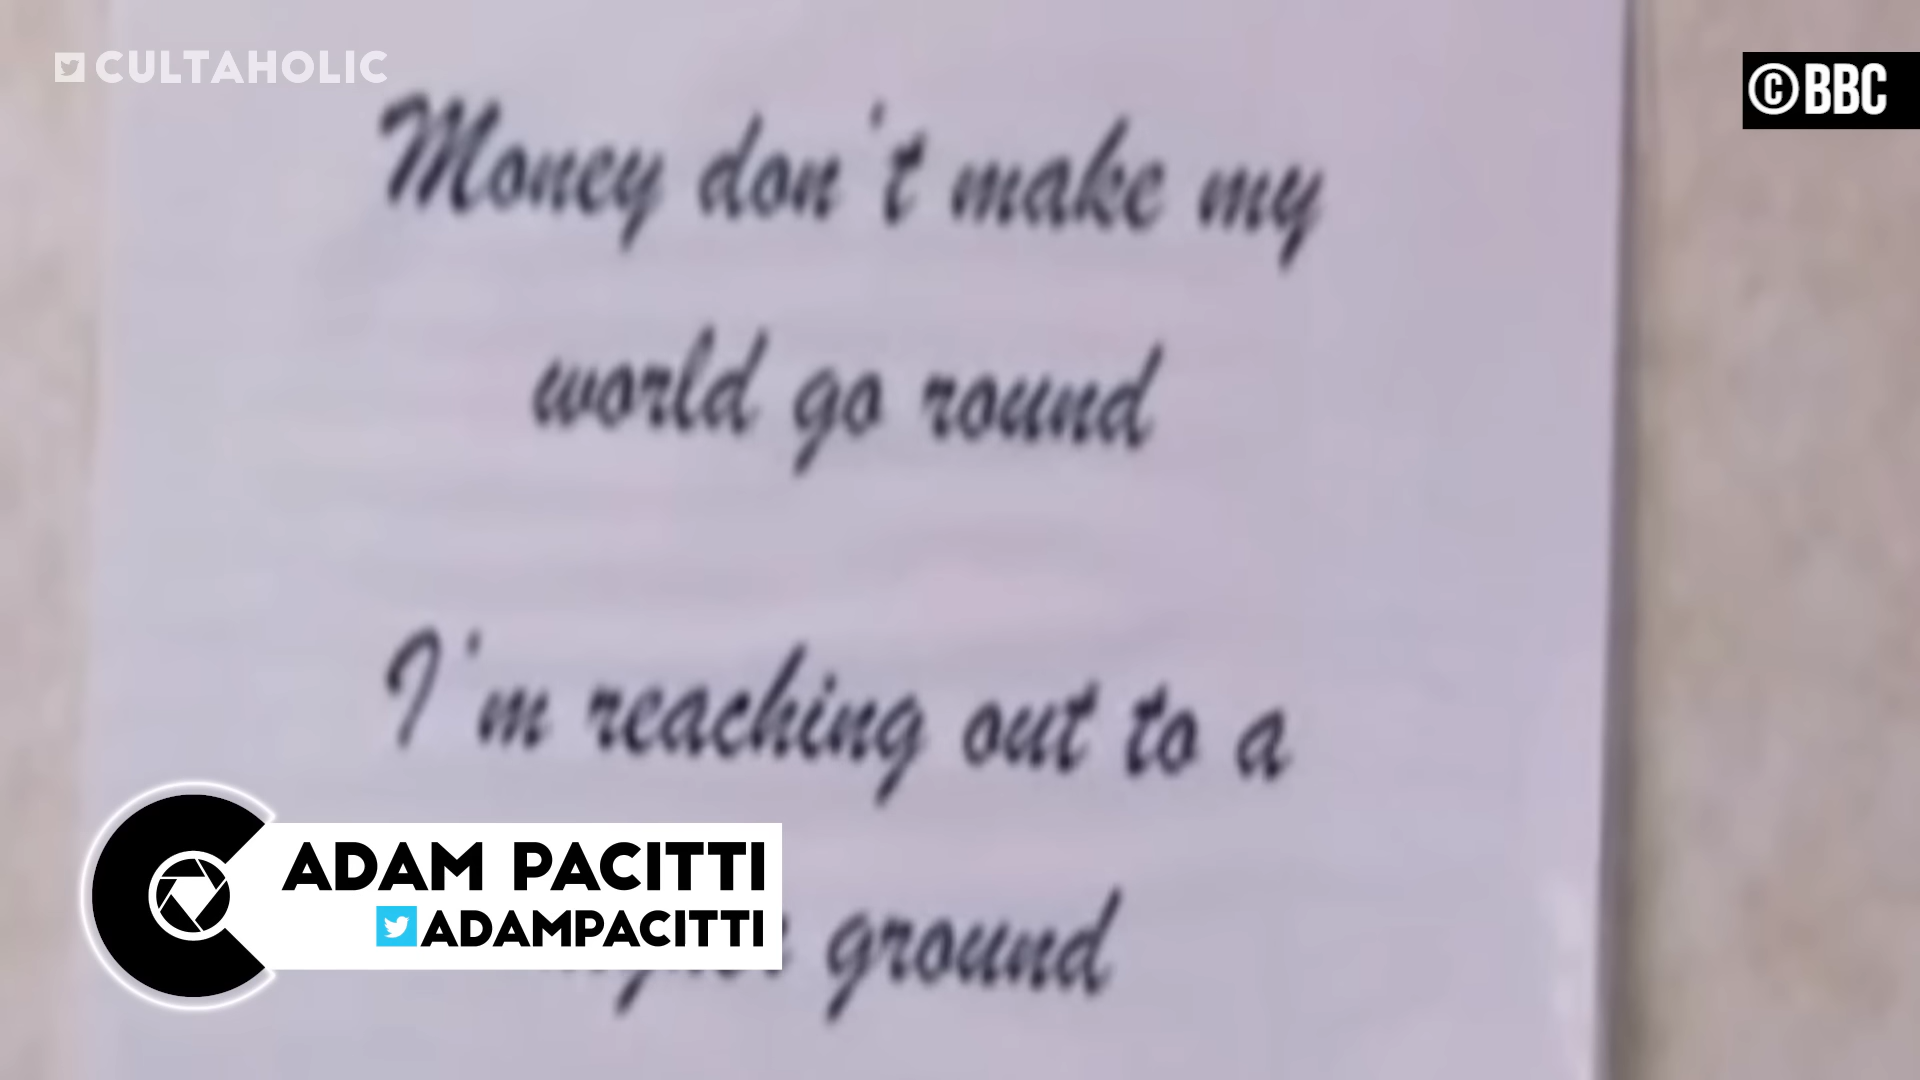 CULTAHOLIC
©BBC
Money don't make my
world go round
I'm reaching out to a
ground
ADAM PACITTI
ADAMPACITTI